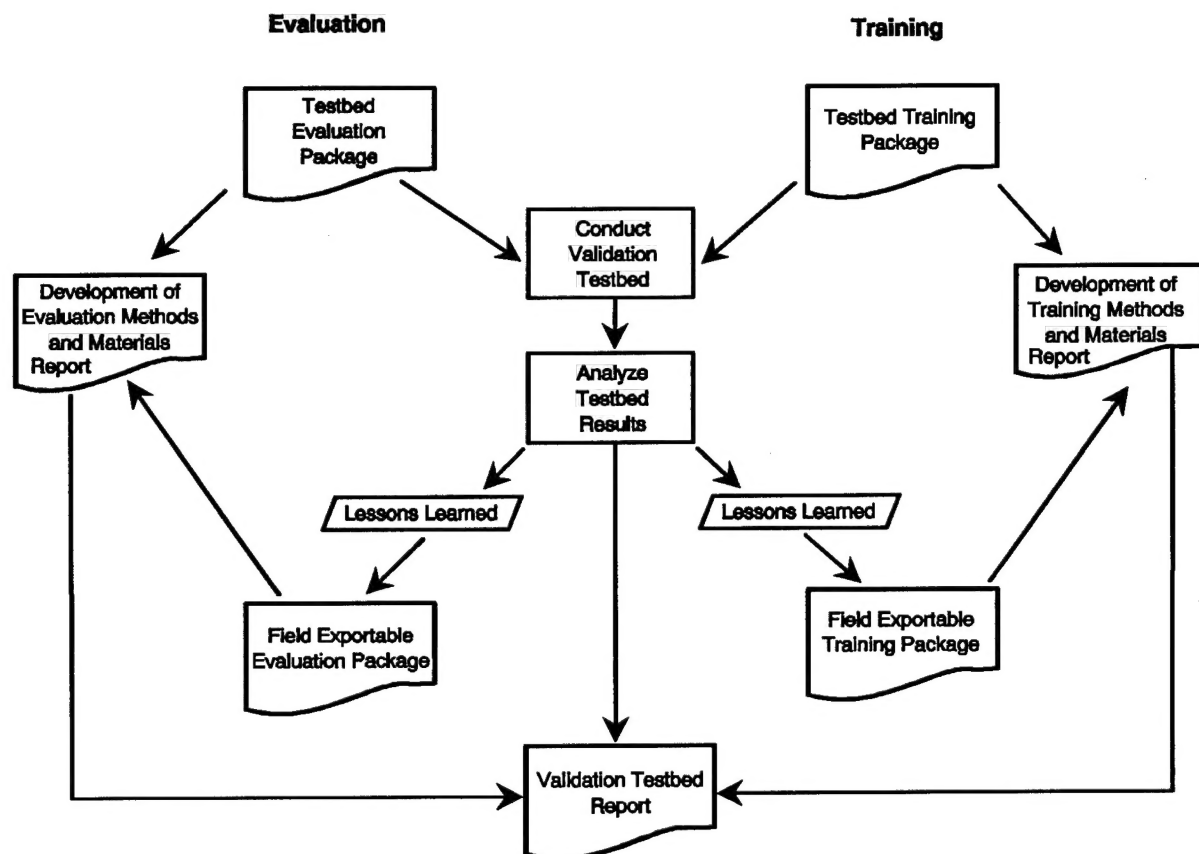 Evaluation
Training
Testbed
Evaluation
Package
Testbed Training
Package
Conduct
Validation
Testbed
Development of
Evaluation Methods
and Materials
Report
Development of
Training Methods
and Materials
Report
Analyze
Testbed
Results
Lessons Learned
Lessons Learned
Field Exportable
Evaluation Package
Field Exportable
Training Package
Validation Testbed
Report